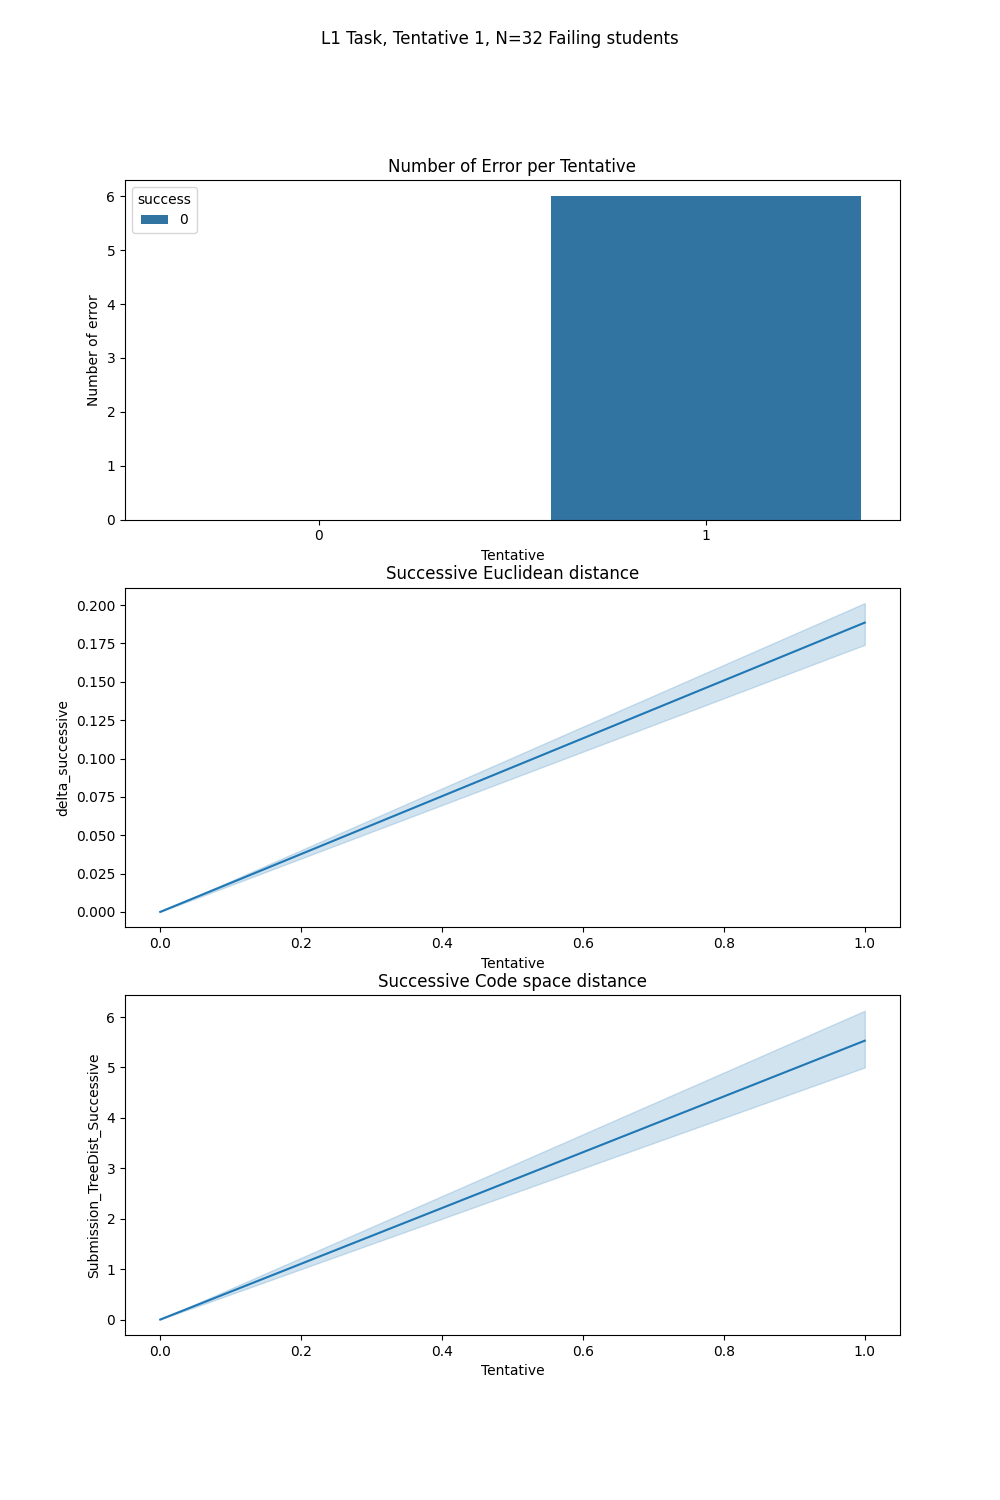 L1 Task, Tentative 1, N=32 Failing students
Number of Error per Tentative
success
0
Number of error
6
5
4
3
2
1
0
0 1
Tentative
Successive Euclidean distance
delta_successive
0.200
0.175
0.150
0.125
0.100
0.075
0.050
0.025
0.000
0.0 0.2 0.4 0.6 0.8 1.0
Tentative
Successive Code space distance
Submission_TreeDist_Successive
6
5
4
3
2
1
0
0.0 0.2 0.4 0.6 0.8 1.0
Tentative